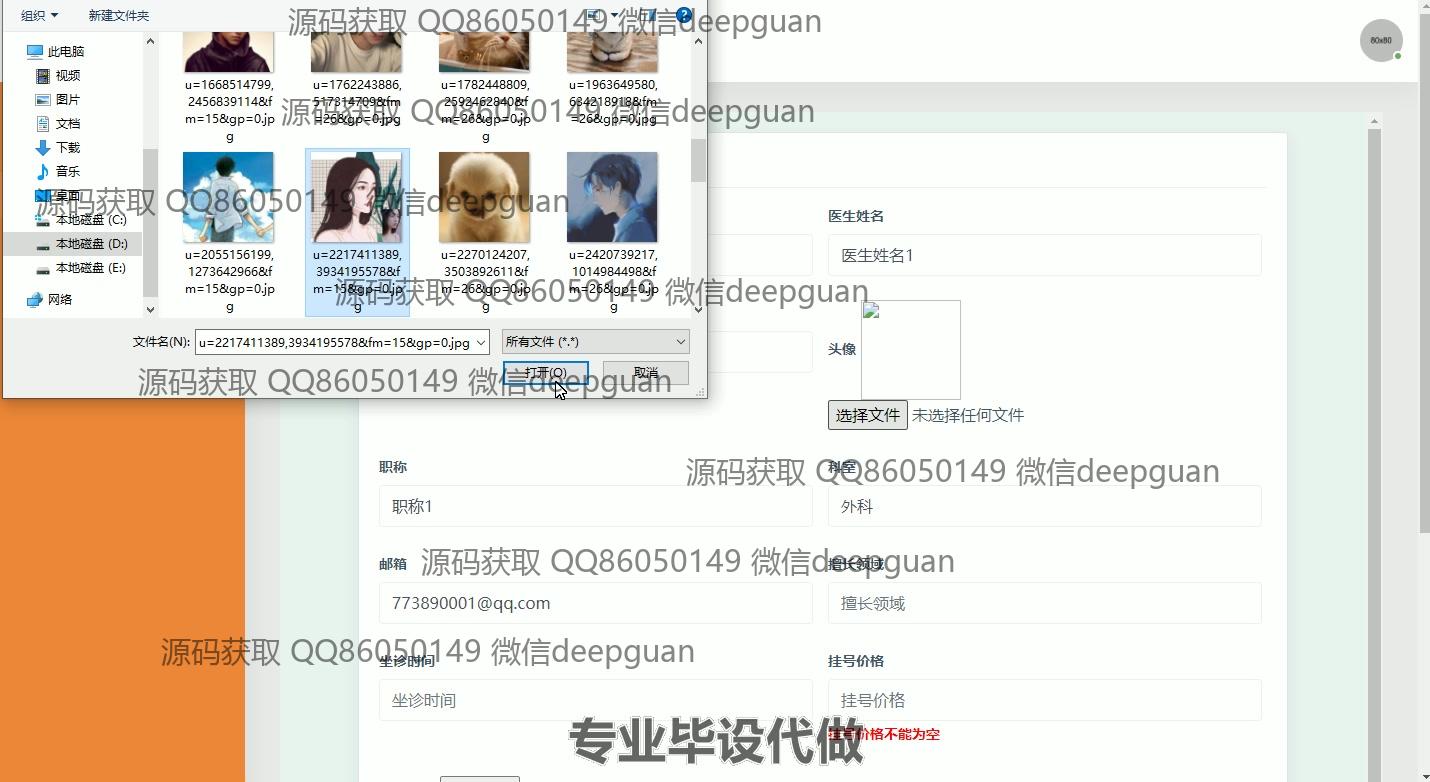 组织 新建文件夹
源码获取 QQ86050149 微信deepguan
80x80
此电脑
视频
图片
文档
下载
音乐
桌面
本地磁盘 (C:)
本地磁盘 (D:)
本地磁盘 (E:)
网络
u=1668514799,
2456839114&f
m=15&gp=0.jp
g
u=1762243886,
517314709&fm
=26&gp=0.jpg
u=1782448809,
2592462840&f
m=26&gp=0.jp
g
u=1963649580,
634218918&fm
=26&gp=0.jpg
源码获取 QQ86050149 微信deepguan
源码获取 QQ86050149 微信deepguan
u=2055156199,
1273642966&f
m=15&gp=0.jp
g
u=2217411389,
3934195578&f
m=15&gp=0.jp
g
u=2270124207,
3503892611&f
m=26&gp=0.jp
g
u=2420739217,
1014984498&f
m=26&gp=0.jp
g
源码获取 QQ86050149 微信deepguan
文件名(N): u=2217411389,3934195578&fm=15&gp=0.jpg 所有文件 (*.*)
打开(O) 取消
源码获取 QQ86050149 微信deepguan
医生姓名
医生姓名1
头像
选择文件 未选择任何文件
职称 科室
源码获取 QQ86050149 微信deepguan
职称1 外科
邮箱 擅长领域
源码获取 QQ86050149 微信deepguan
773890001@qq.com 擅长领域
坐诊时间 挂号价格
源码获取 QQ86050149 微信deepguan
坐诊时间 挂号价格
挂号价格不能为空
专业毕设代做